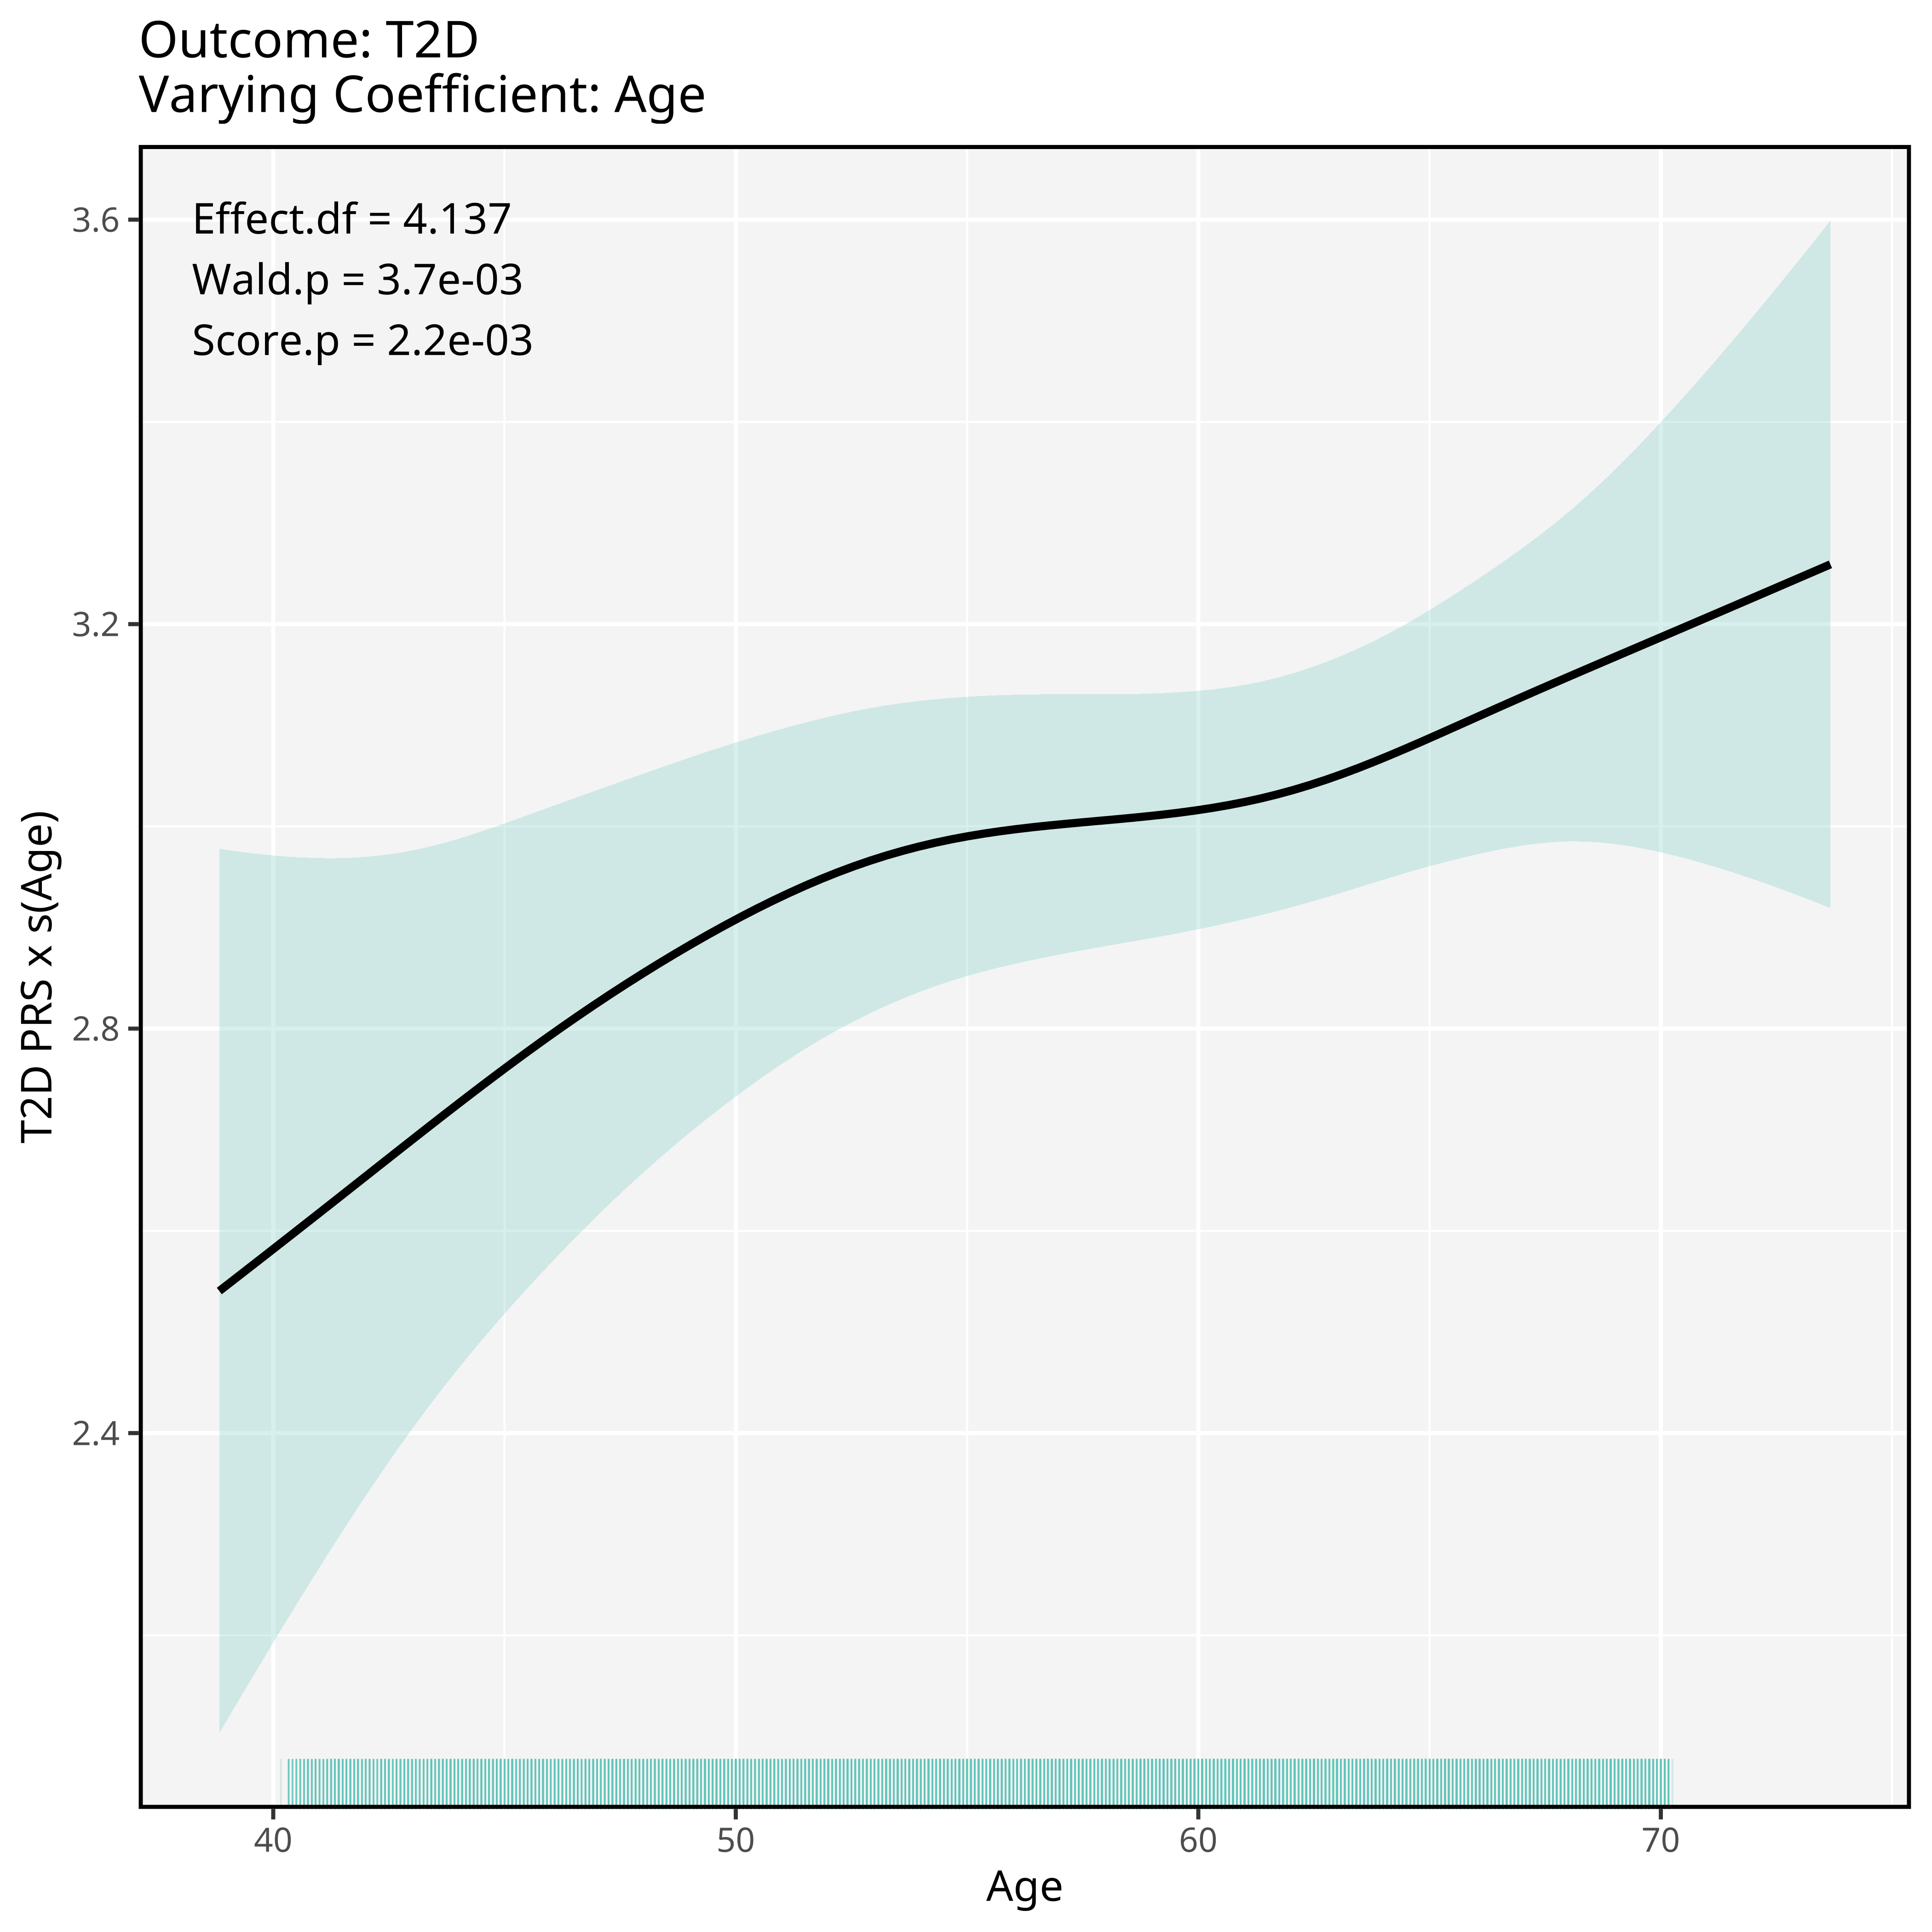 Outcome: T2D
Varying Coefficient: Age
Effect.df = 4.137
Wald.p = 3.7e-03
Score.p = 2.2e-03
3.6
3.2
2.8
2.4
T2D PRS x s(Age)
40 50 60 70
Age